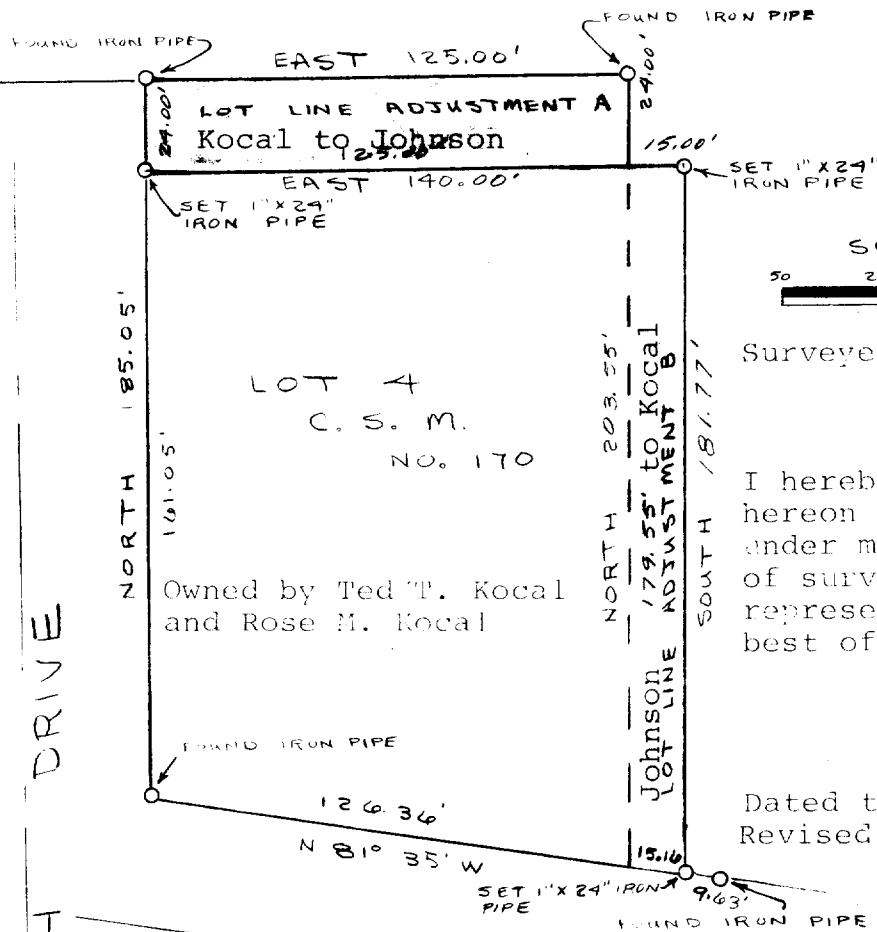 FOUND IRON PIPE
FOUND IRON PIPE
EAST 125.00'
24.00'
24.00'
LOT LINE ADJUSTMENT A
Kocal to Johnson
125.00'
15.00'
EAST 140.00'
SET 1"X24"
IRON PIPE
SET 1"X24"
IRON PIPE
50
NORTH 185.05'
161.05'
LOT 4
C. S. M.
NO. 170
NORTH 203.55'
Johnson 179.55' to Kocal
LOT LINE ADJUSTMENT B
SOUTH 181.77'
Surveye
I hereb
hereon
under m
of surv
represe
best of
Owned by Ted T. Kocal
and Rose M. Kocal
DRIVE
FOUND IRON PIPE
126.36'
N 81° 35' W
15.16
9.63'
SET 1"X24" IRON
PIPE
FOUND IRON PIPE
Dated t
Revised